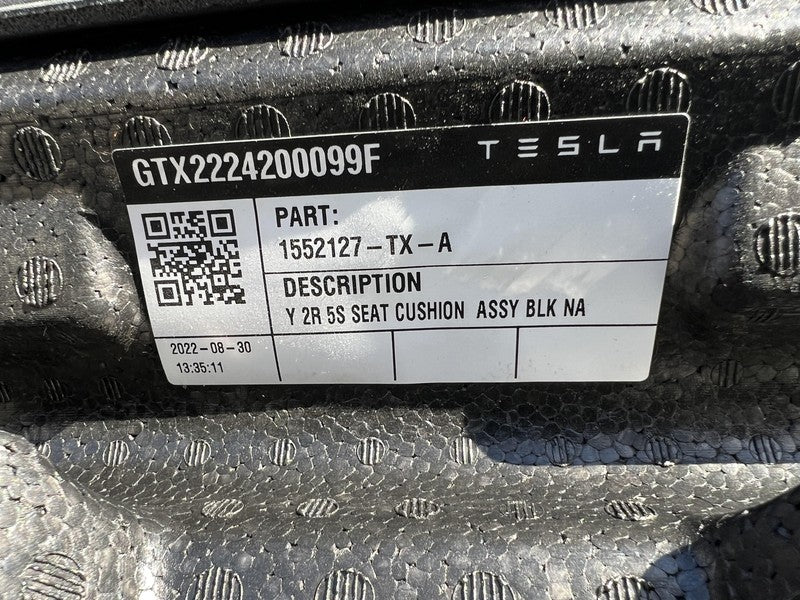 GTX2224200099F TESLA
PART:
1552127-TX-A
DESCRIPTION
Y 2R 5S SEAT CUSHION ASSY BLK NA
2022-08-30
13:35:11